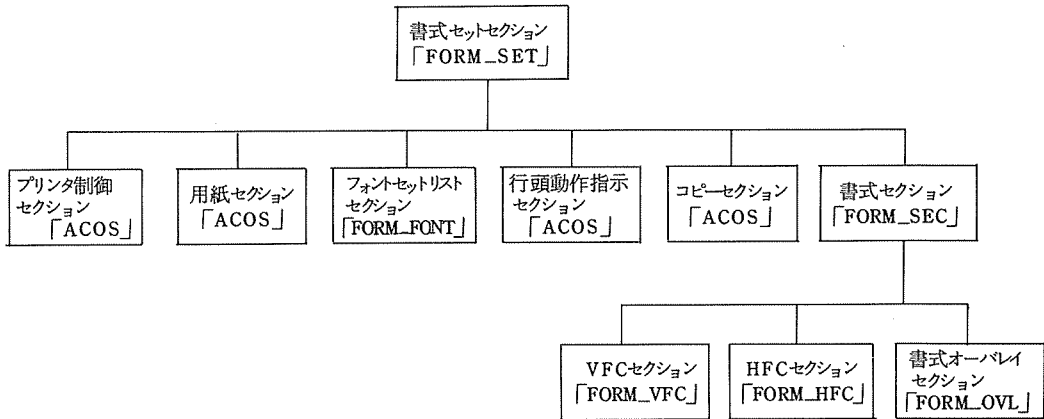 書式セットセクション
「FORM_SET」
プリンタ制御
セクション
「ACOS」
用紙セクション
「ACOS」
フォントセットリスト
セクション
「FORM_FONT」
行頭動作指示
セクション
「ACOS」
コピーセクション
「ACOS」
書式セクション
「FORM_SEC」
VFCセクション
「FORM_VFC」
HFCセクション
「FORM_HFC」
書式オーバレイ
セクション
「FORM_OVL」